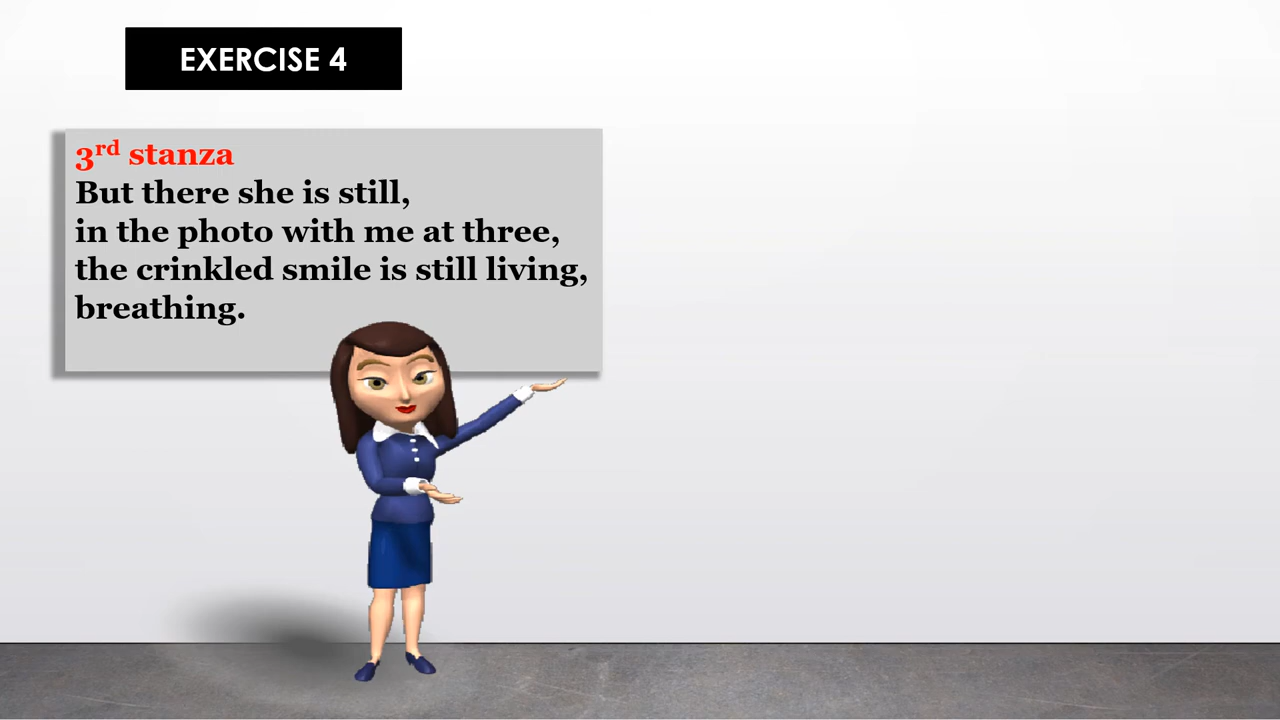 EXERCISE 4
3rd stanza
But there she is still,
in the photo with me at three,
the crinkled smile is still living,
breathing.